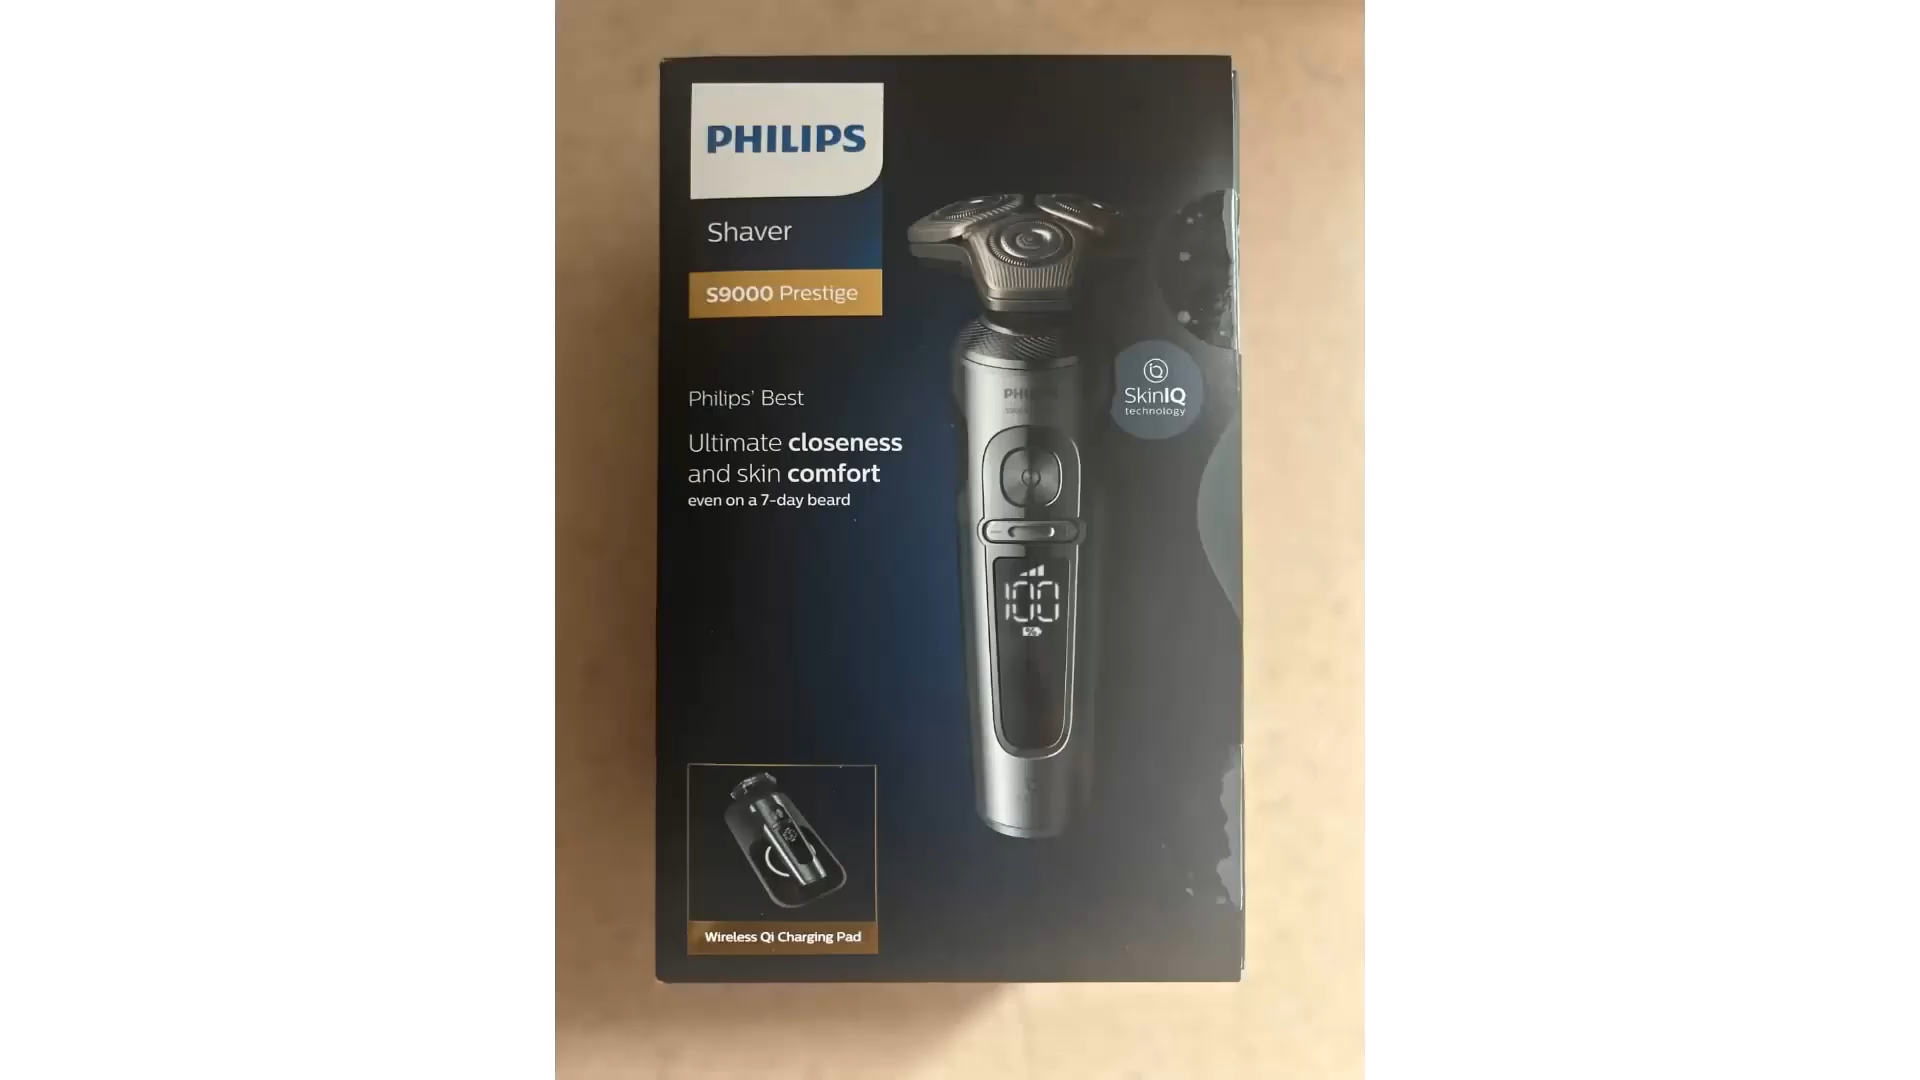 PHILIPS
Shaver
S9000 Prestige
Philips' Best
Ultimate closeness
and skin comfort
even on a 7-day beard
SkinIQ
technology
100
%
Wireless Qi Charging Pad